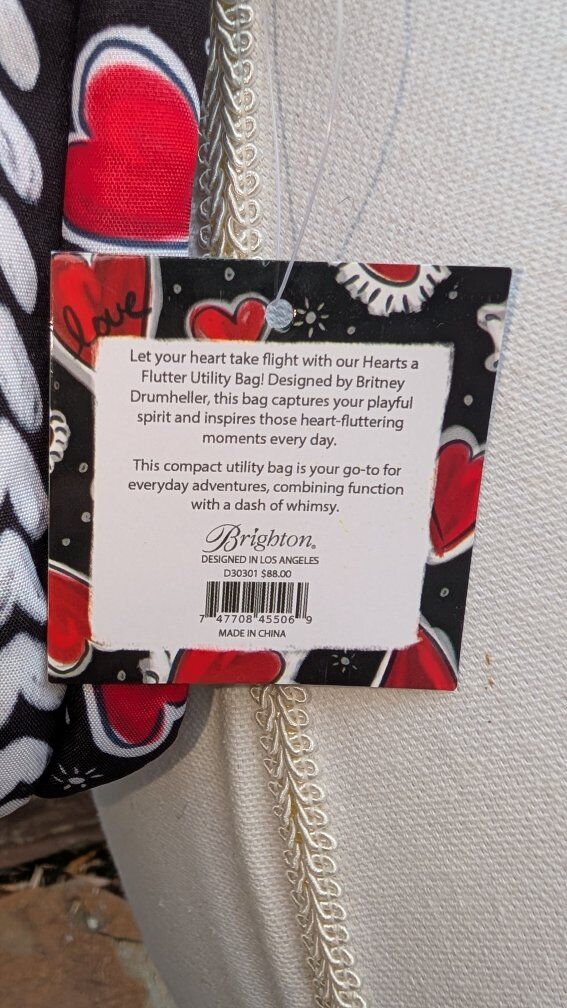 love
Let your heart take flight with our Hearts a
Flutter Utility Bag! Designed by Britney
Drumheller, this bag captures your playful
spirit and inspires those heart-fluttering
moments every day.
This compact utility bag is your go-to for
everyday adventures, combining function
with a dash of whimsy.
Brighton®
DESIGNED IN LOS ANGELES
D30301 $88.00
7 47708 45506 9
MADE IN CHINA